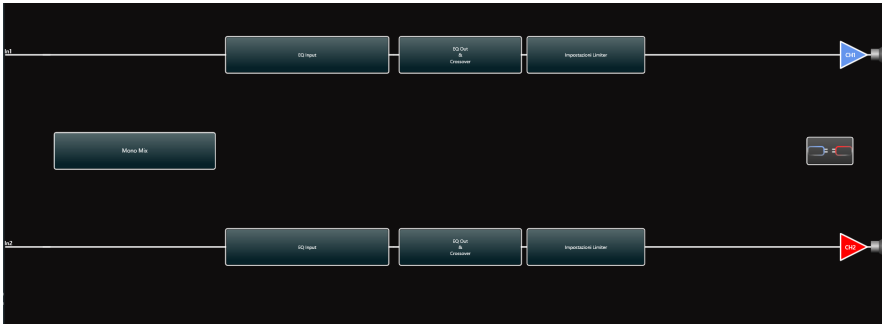 In1
EQ Input
EQ Out
&
Crossover
Impostazioni Limiter
CH1
Mono Mix
In2
EQ Input
EQ Out
&
Crossover
Impostazioni Limiter
CH2